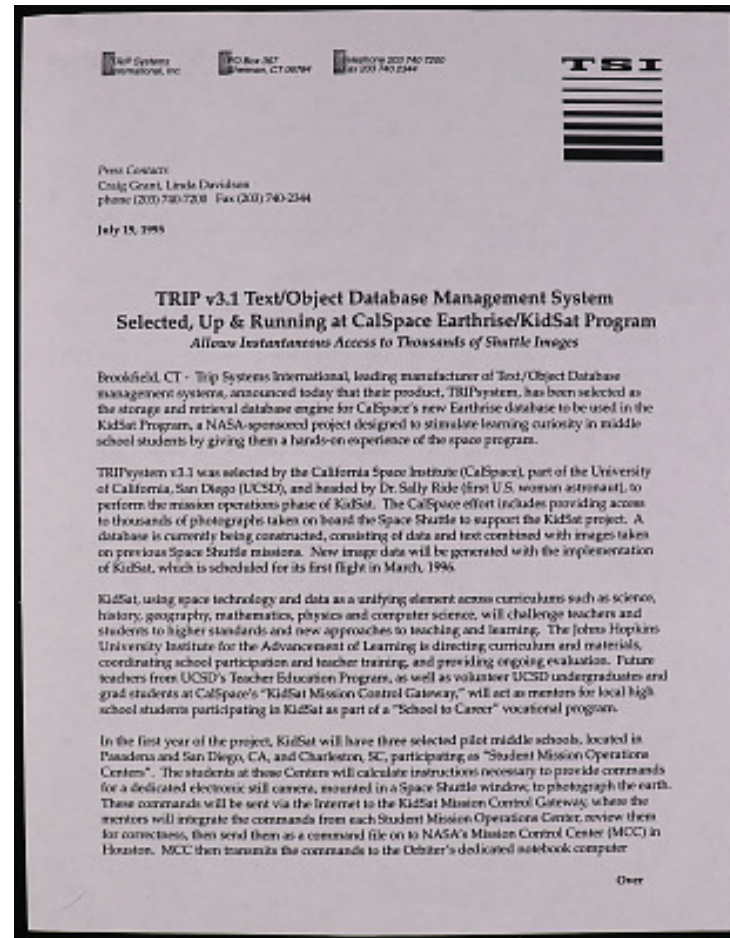 TRIP Systems
International, Inc.
PO Box 367
Sherman, CT 06784
Telephone 203 740 7200
Fax 203 740 2344
TSI
Press Contacts
Craig Grant, Linda Davidson
phone (203) 740-7200 Fax (203) 740-2344
July 19, 1995
TRIP v3.1 Text/Object Database Management System
Selected, Up & Running at CalSpace Earthrise/KidSat Program
Allows Instantaneous Access to Thousands of Shuttle Images
Brookfield, CT - Trip Systems International, leading manufacturer of Text/Object Database
management systems, announced today that their product, TRIPsystem, has been selected as
the storage and retrieval database engine for CalSpace's new Earthrise database to be used in the
KidSat Program, a NASA-sponsored project designed to stimulate learning curiosity in middle
school students by giving them a hands-on experience of the space program.
TRIPsystem v3.1 was selected by the California Space Institute (CalSpace), part of the University
of California, San Diego (UCSD), and headed by Dr. Sally Ride (first U.S. woman astronaut), to
perform the mission operations phase of KidSat. The CalSpace effort includes providing access
to thousands of photographs taken on board the Space Shuttle to support the KidSat project. A
database is currently being constructed, consisting of data and text combined with images taken
on previous Space Shuttle missions. New image data will be generated with the implementation
of KidSat, which is scheduled for its first flight in March, 1996.
KidSat, using space technology and data as a unifying element across curriculums such as science,
history, geography, mathematics, physics and computer science, will challenge teachers and
students to higher standards and new approaches to teaching and learning. The Johns Hopkins
University Institute for the Advancement of Learning is directing curriculum and materials,
coordinating school participation and teacher training, and providing ongoing evaluation. Future
teachers from UCSD's Teacher Education Program, as well as volunteer UCSD undergraduates and
grad students at CalSpace's "KidSat Mission Control Gateway," will act as mentors for local high
school students participating in KidSat as part of a "School to Career" vocational program.
In the first year of the project, KidSat will have three selected pilot middle schools, located in
Pasadena and San Diego, CA, and Charleston, SC, participating as "Student Mission Operations
Centers". The students at these Centers will calculate instructions necessary to provide commands
for a dedicated electronic still camera, mounted in a Space Shuttle window, to photograph the earth.
These commands will be sent via the Internet to the KidSat Mission Control Gateway, where the
mentors will integrate the commands from each Student Mission Operations Center, review them
for correctness, then send them as a command file on to NASA's Mission Control Center (MCC) in
Houston. MCC then transmits the commands to the Orbiter's dedicated notebook computer
Over